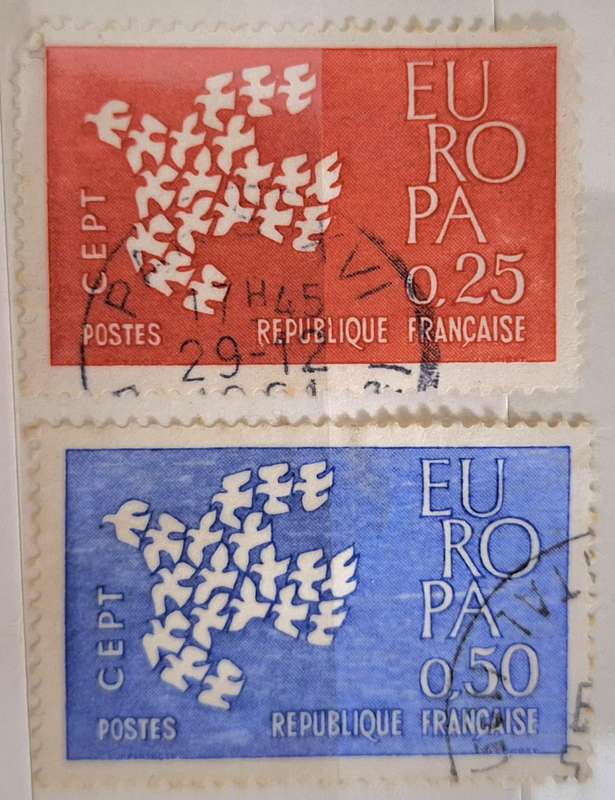 EU
RO
PA
0,25
CEPT
POSTES
REPUBLIQUE FRANÇAISE
17H45
29-12
EU
RO
PA
0,50
CEPT
POSTES
REPUBLIQUE FRANÇAISE